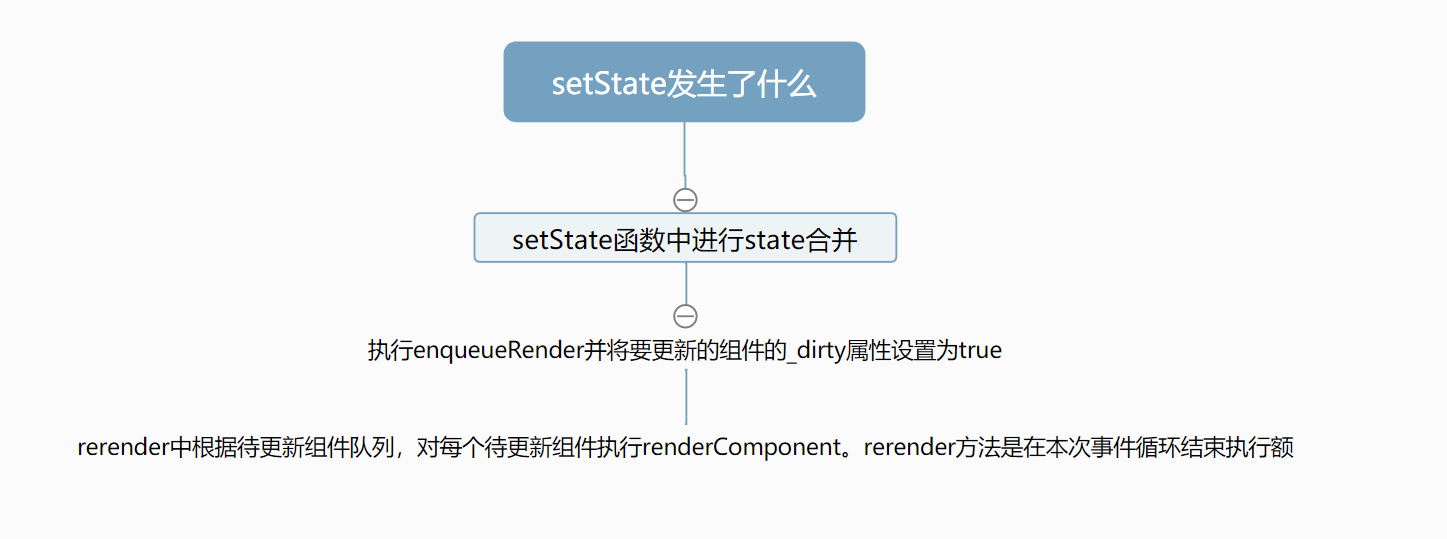 setState发生了什么
setState函数中进行state合并
执行enqueueRender并将要更新的组件的_dirty属性设置为true
rerender中根据待更新组件队列，对每个待更新组件执行renderComponent。rerender方法是在本次事件循环结束执行额